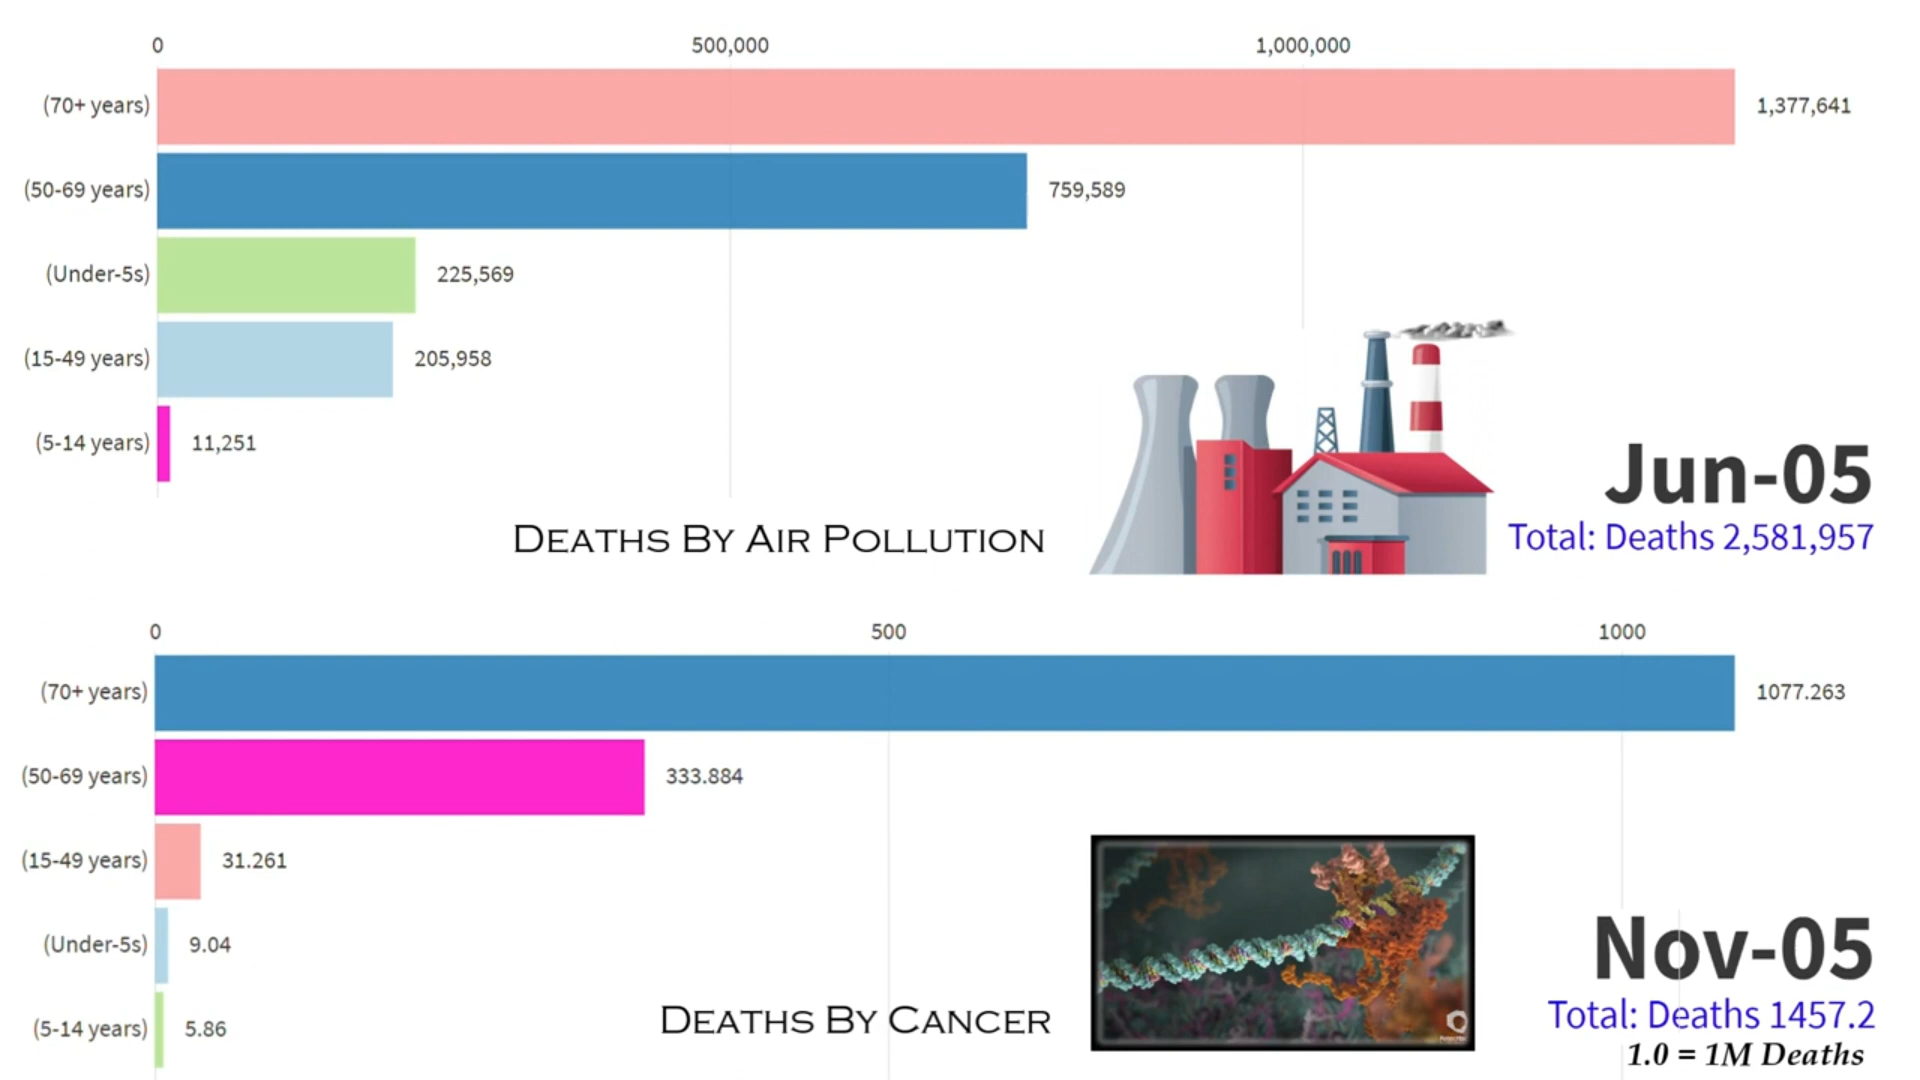 0 500,000 1,000,000
(70+ years) 1,377,641
(50-69 years) 759,589
(Under-5s) 225,569
(15-49 years) 205,958
(5-14 years) 11,251
Jun-05
Deaths By Air Pollution
Total: Deaths 2,581,957
0 500 1000
(70+ years) 1077.263
(50-69 years) 333.884
(15-49 years) 31.261
(Under-5s) 9.04
Nov-05
Deaths By Cancer
Total: Deaths 1457.2
(5-14 years) 5.86
1.0 = 1M Deaths